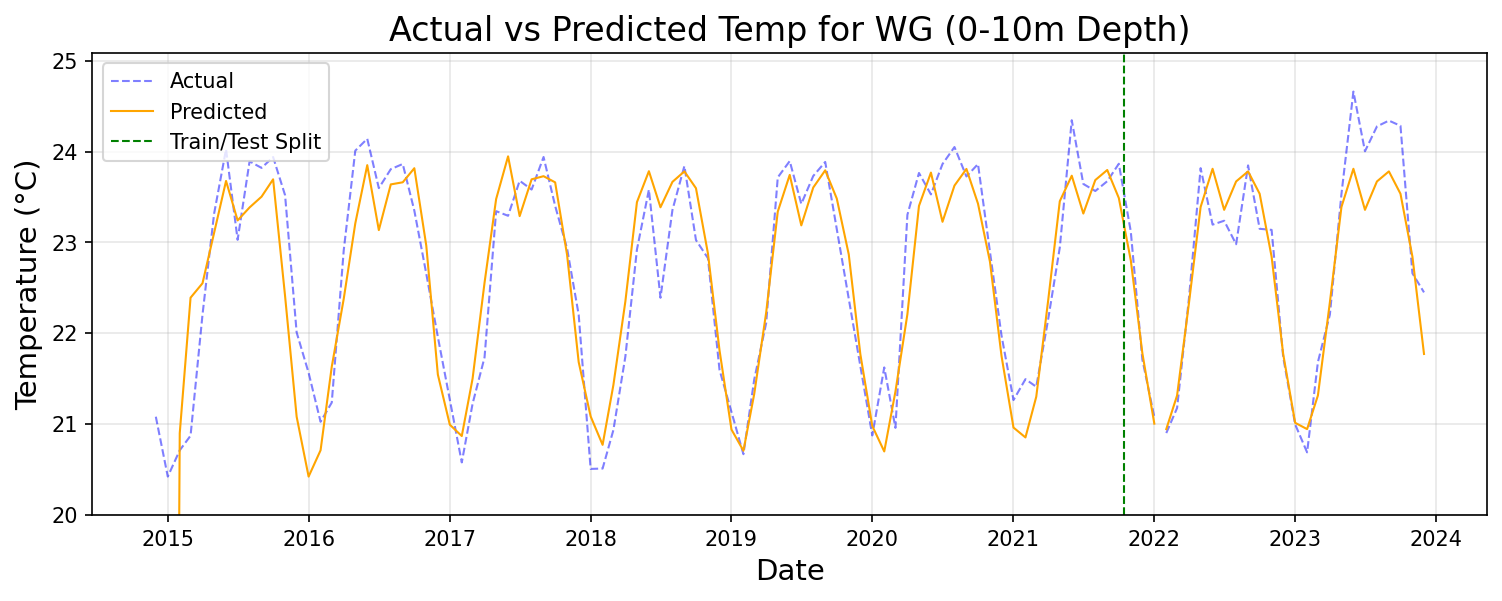 Actual vs Predicted Temp for WG (0-10m Depth)
Temperature (°C)
25
24
23
22
21
20
Actual
Predicted
Train/Test Split
2015 2016 2017 2018 2019 2020 2021 2022 2023 2024
Date